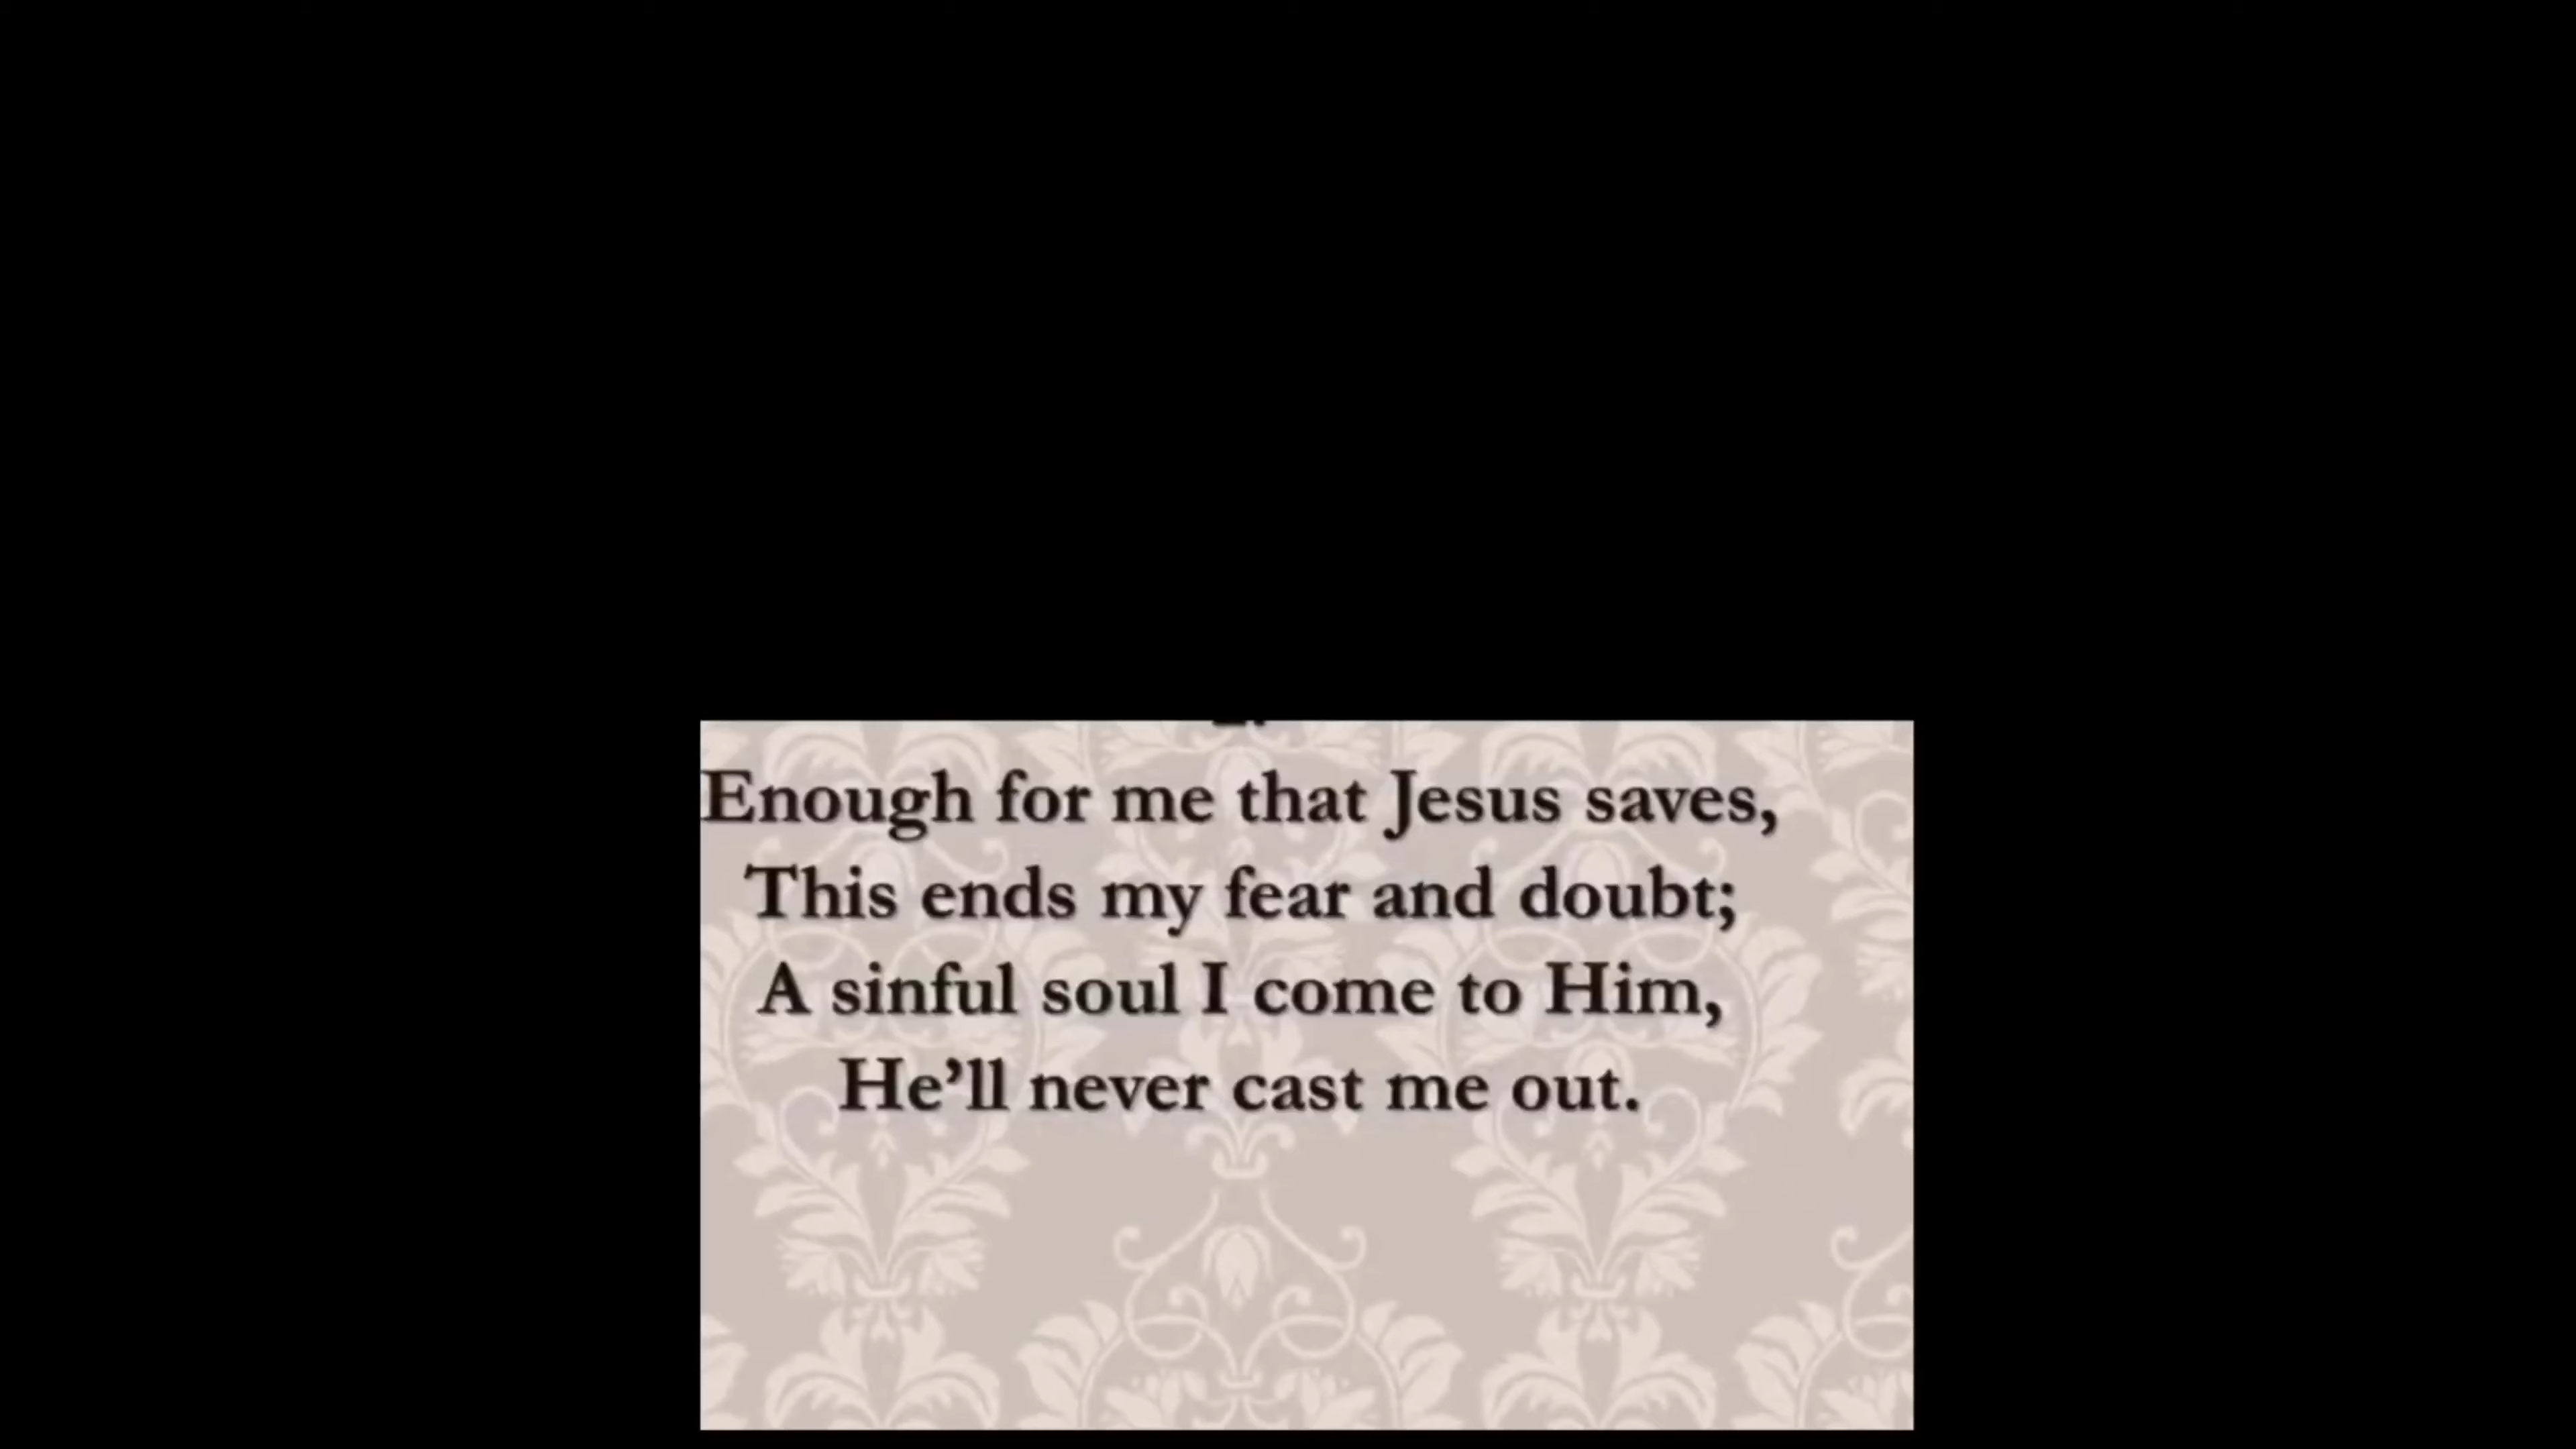 Enough for me that Jesus saves,
This ends my fear and doubt;
A sinful soul I come to Him,
He’ll never cast me out.